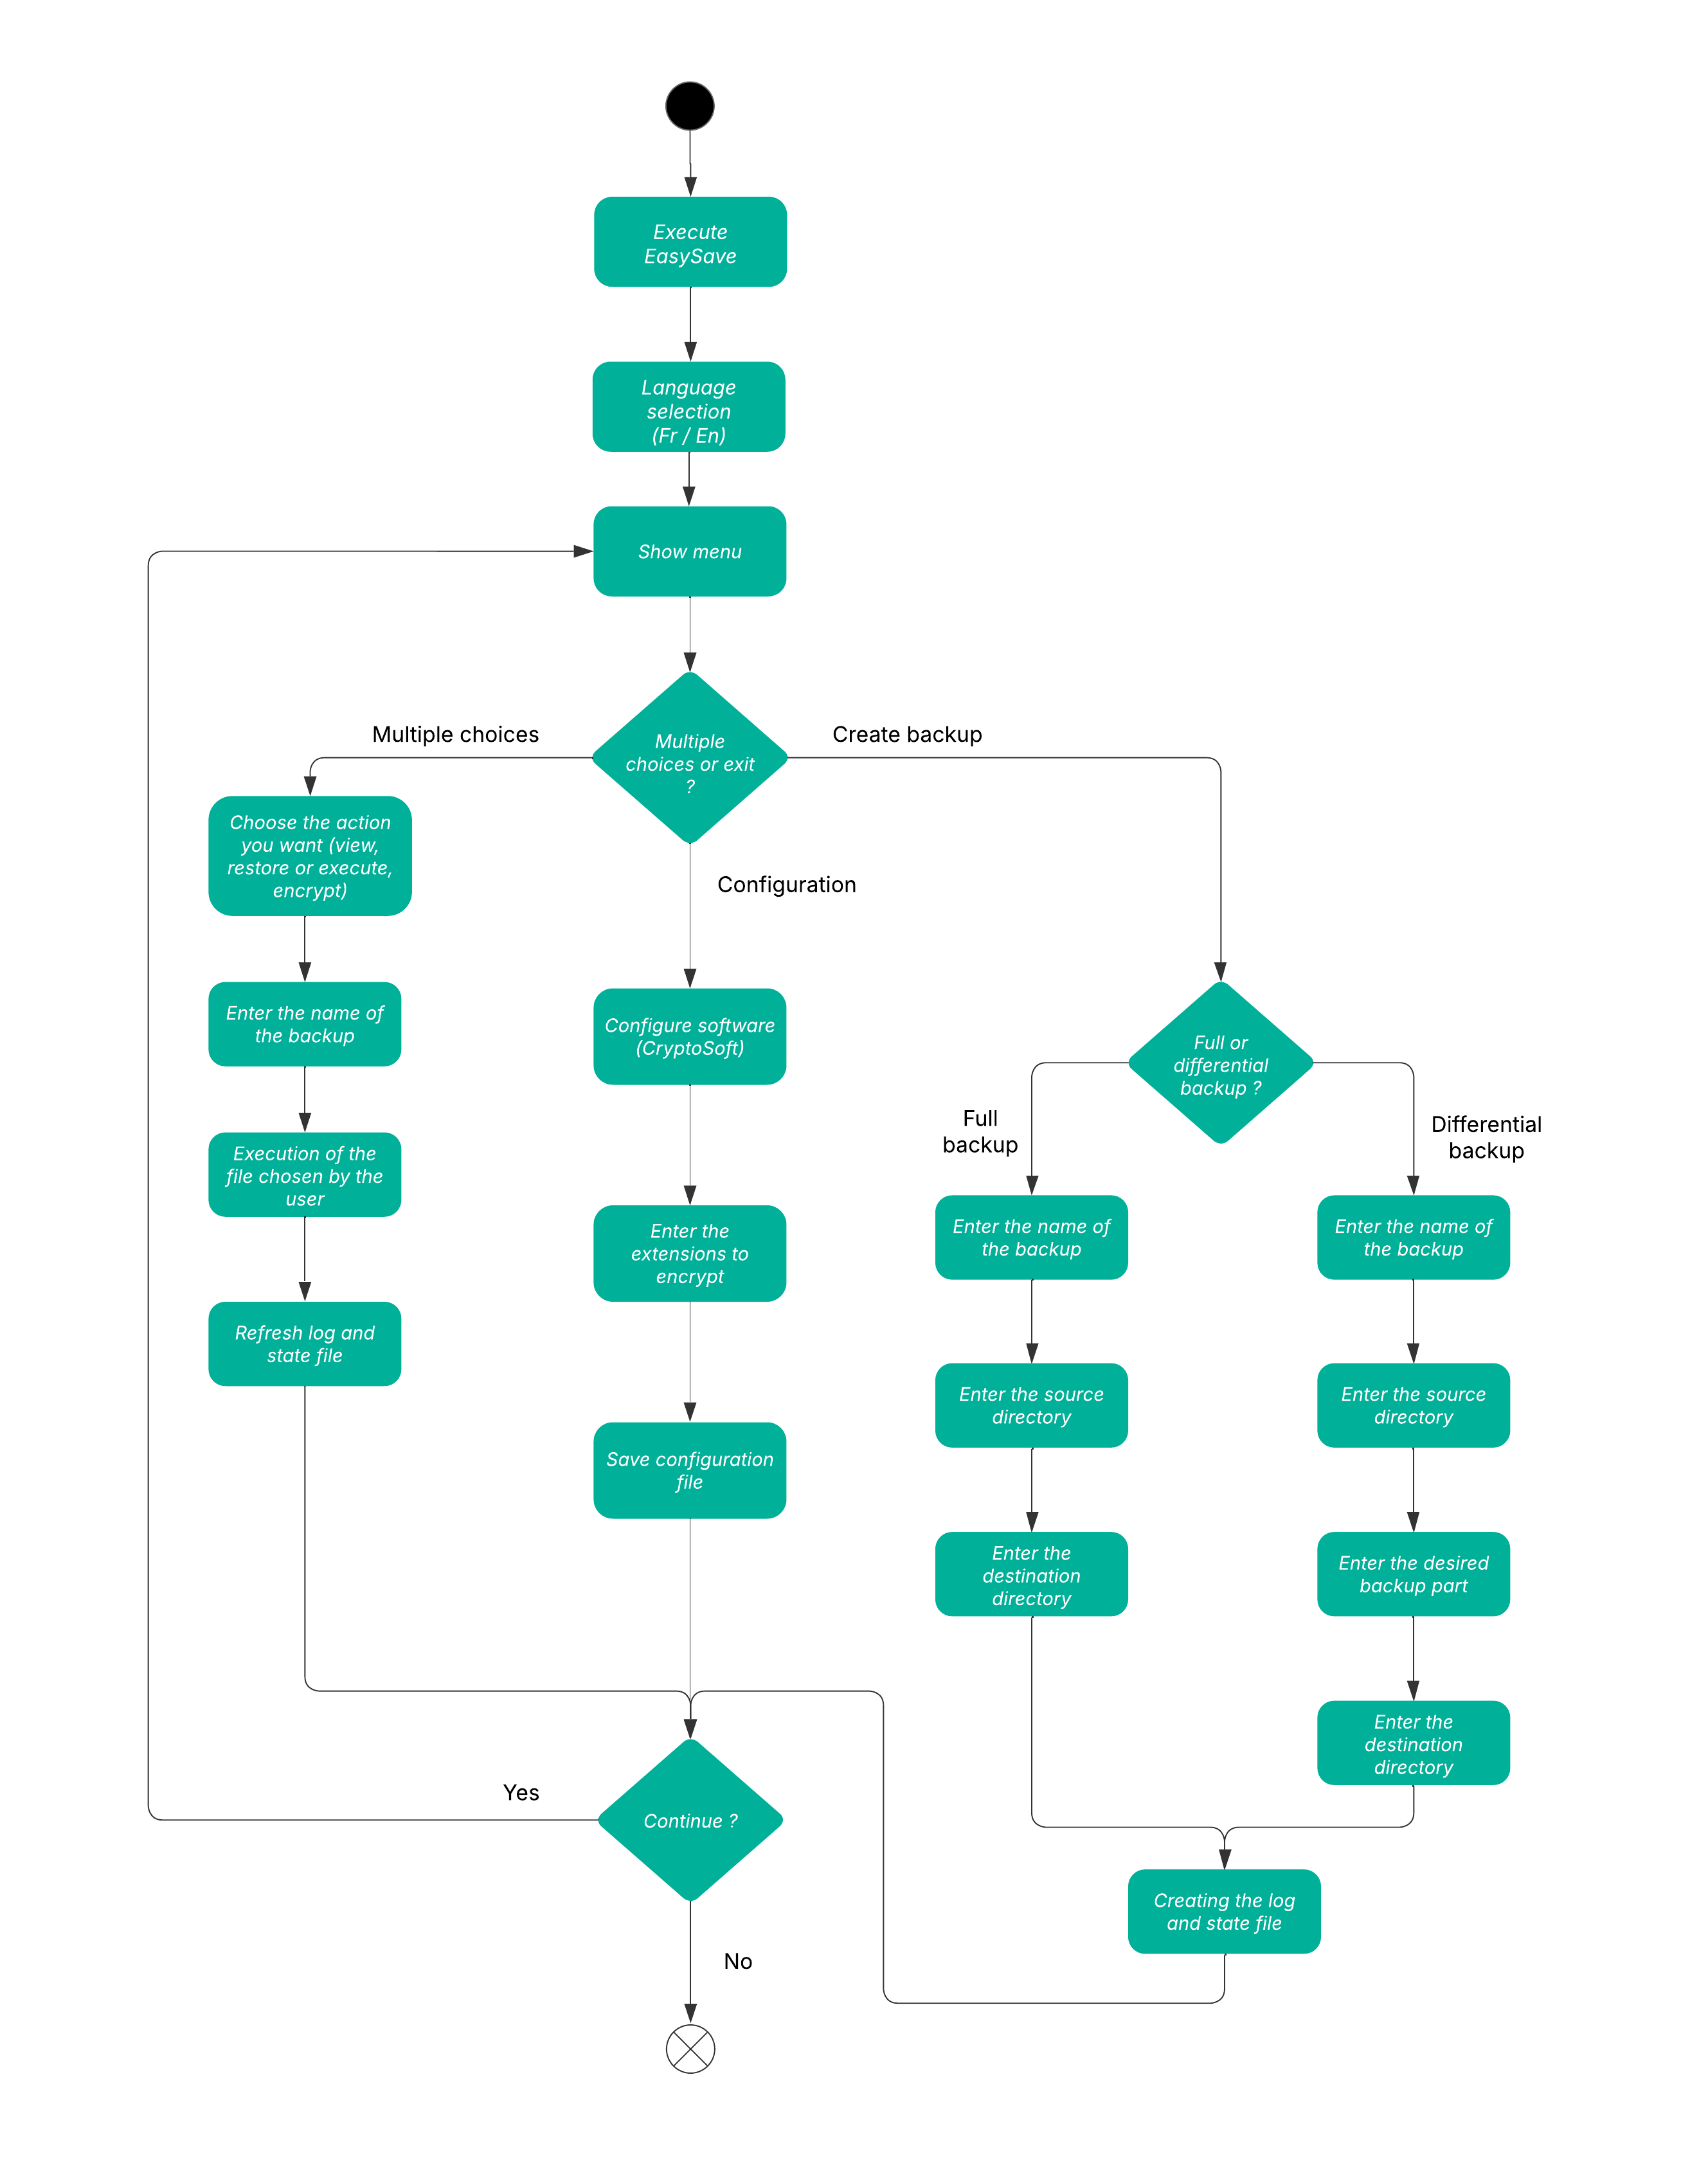 Execute
EasySave
Language
selection
(Fr / En)
Show menu
Multiple choices
Create backup
Multiple
choices or exit
?
Choose the action
you want (view,
restore or execute,
encrypt)
Configuration
Enter the name of
the backup
Configure software
(CryptoSoft)
Full or
differential
backup ?
Full
backup
Differential
backup
Execution of the
file chosen by the
user
Enter the
extensions to
encrypt
Enter the name of
the backup
Enter the name of
the backup
Refresh log and
state file
Enter the source
directory
Enter the source
directory
Save configuration
file
Enter the
destination
directory
Enter the desired
backup part
Enter the
destination
directory
Yes
Continue ?
Creating the log
and state file
No